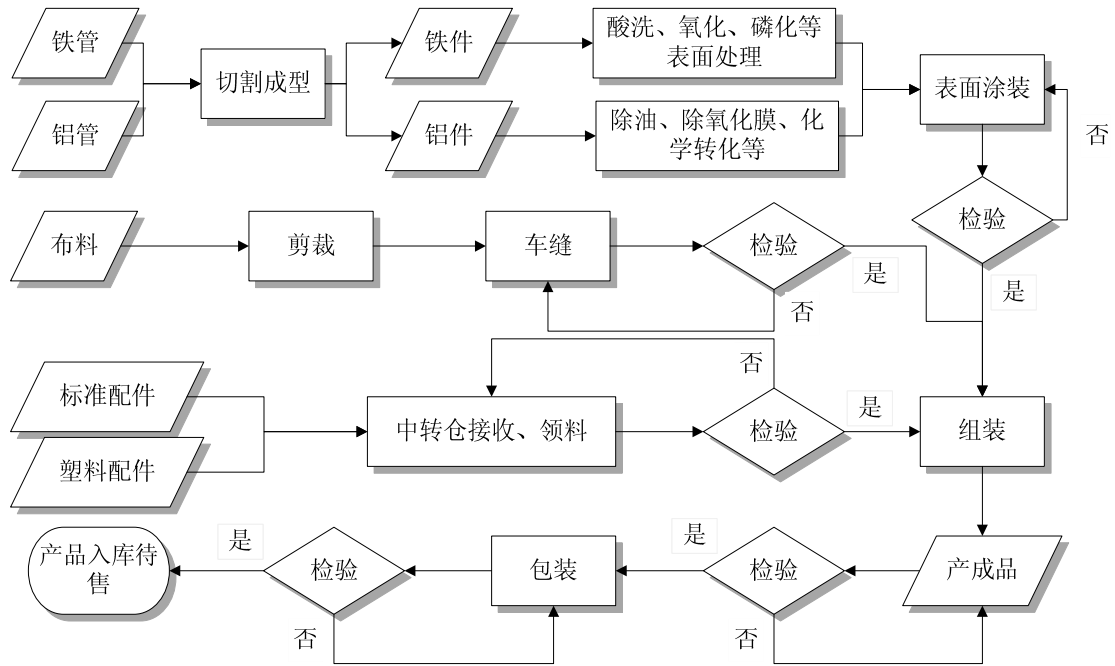 铁管
切割成型
铁件
酸洗、氧化、磷化等
表面处理
表面涂装
铝管
铝件
除油、除氧化膜、化
学转化等
否
检验
是
布料
剪裁
车缝
检验
是
否
标准配件
塑料配件
中转仓接收、领料
否
检验
是
组装
产品入库待
售
是
检验
否
包装
是
检验
否
产成品